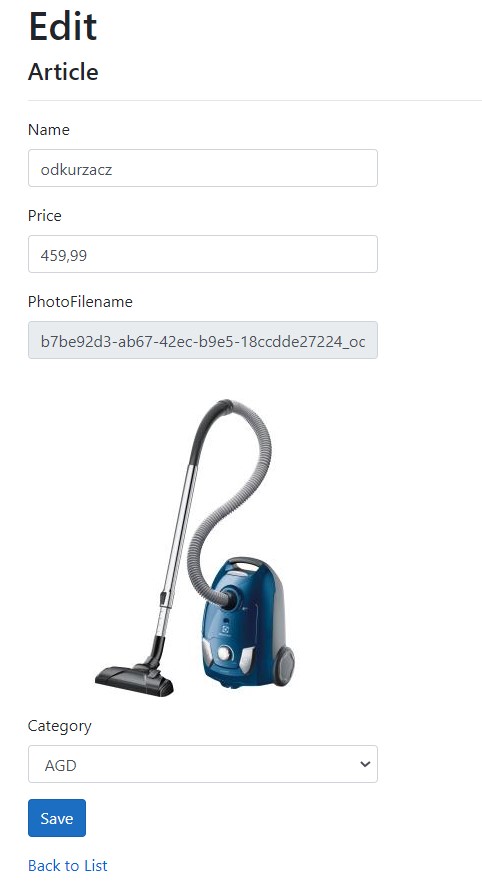 Edit
Article
Name
odkurzacz
Price
459,99
PhotoFilename
b7be92d3-ab67-42ec-b9e5-18ccdde27224_oc
Category
AGD
Save
Back to List